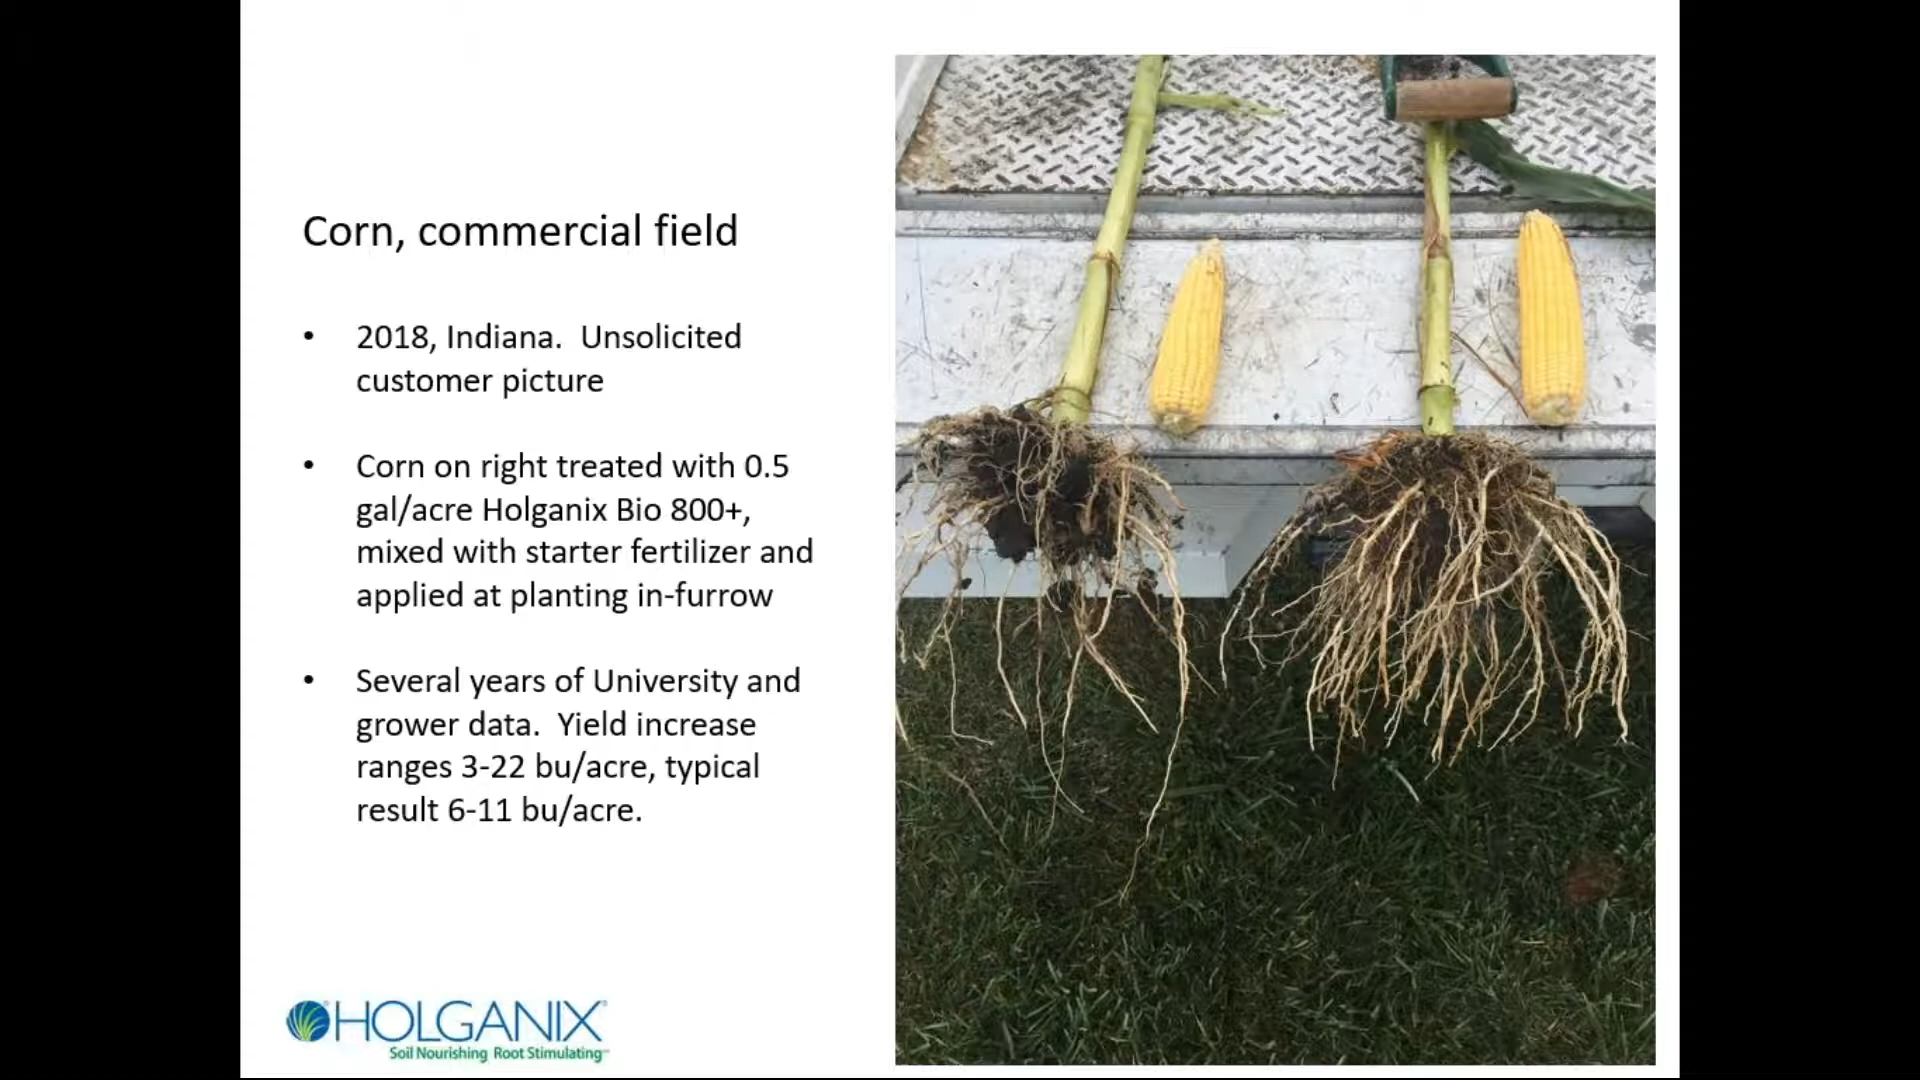 Corn, commercial field
• 2018, Indiana.  Unsolicited
customer picture
• Corn on right treated with 0.5
gal/acre Holganix Bio 800+,
mixed with starter fertilizer and
applied at planting in-furrow
• Several years of University and
grower data.  Yield increase
ranges 3-22 bu/acre, typical
result 6-11 bu/acre.
HOLGANIX®
Soil Nourishing Root Stimulating